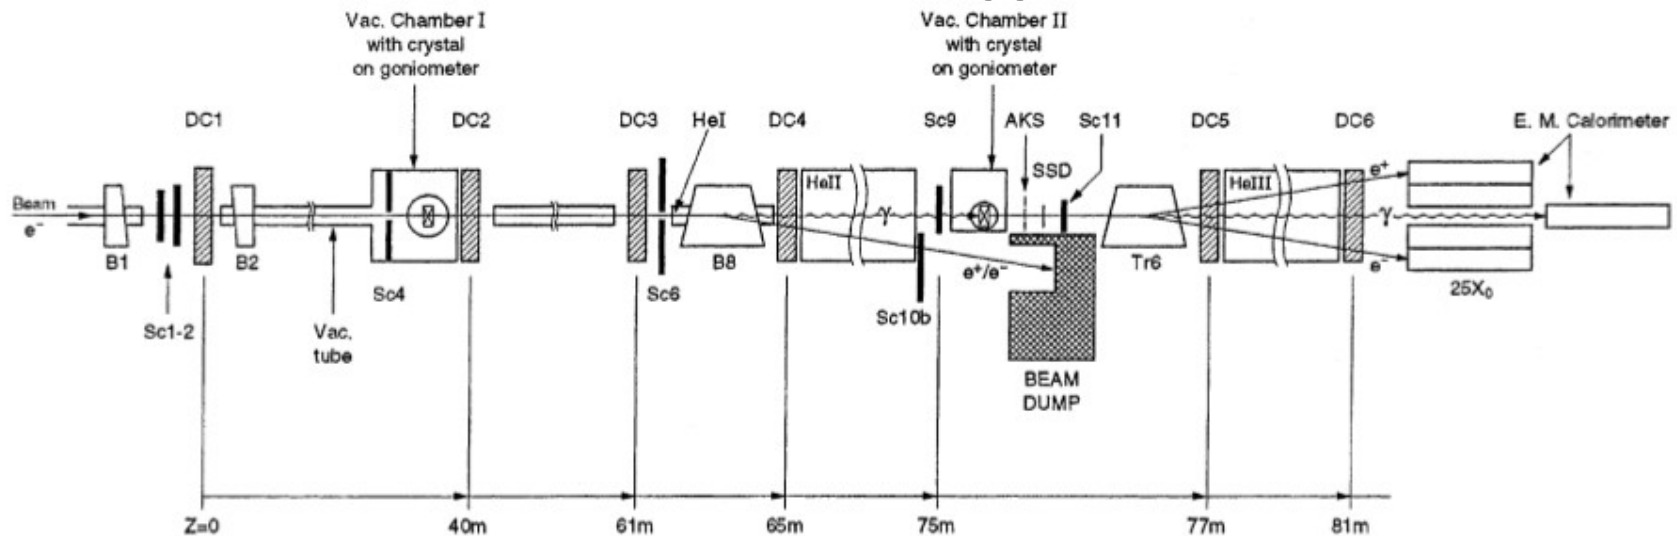 Vac. Chamber I
with crystal
on goniometer
Vac. Chamber II
with crystal
on goniometer
DC1
DC2
DC3
HeI
DC4
Sc9
AKS
Sc11
DC5
DC6
E. M. Calorimeter
SSD
HeII
HeIII
e+
Beam
e-
γ
γ
B1
B2
B8
e+/e-
Tr6
e-
25X0
Sc4
Sc6
Sc10b
Sc1-2
Vac.
tube
BEAM
DUMP
Z=0
40m
61m
65m
75m
77m
81m